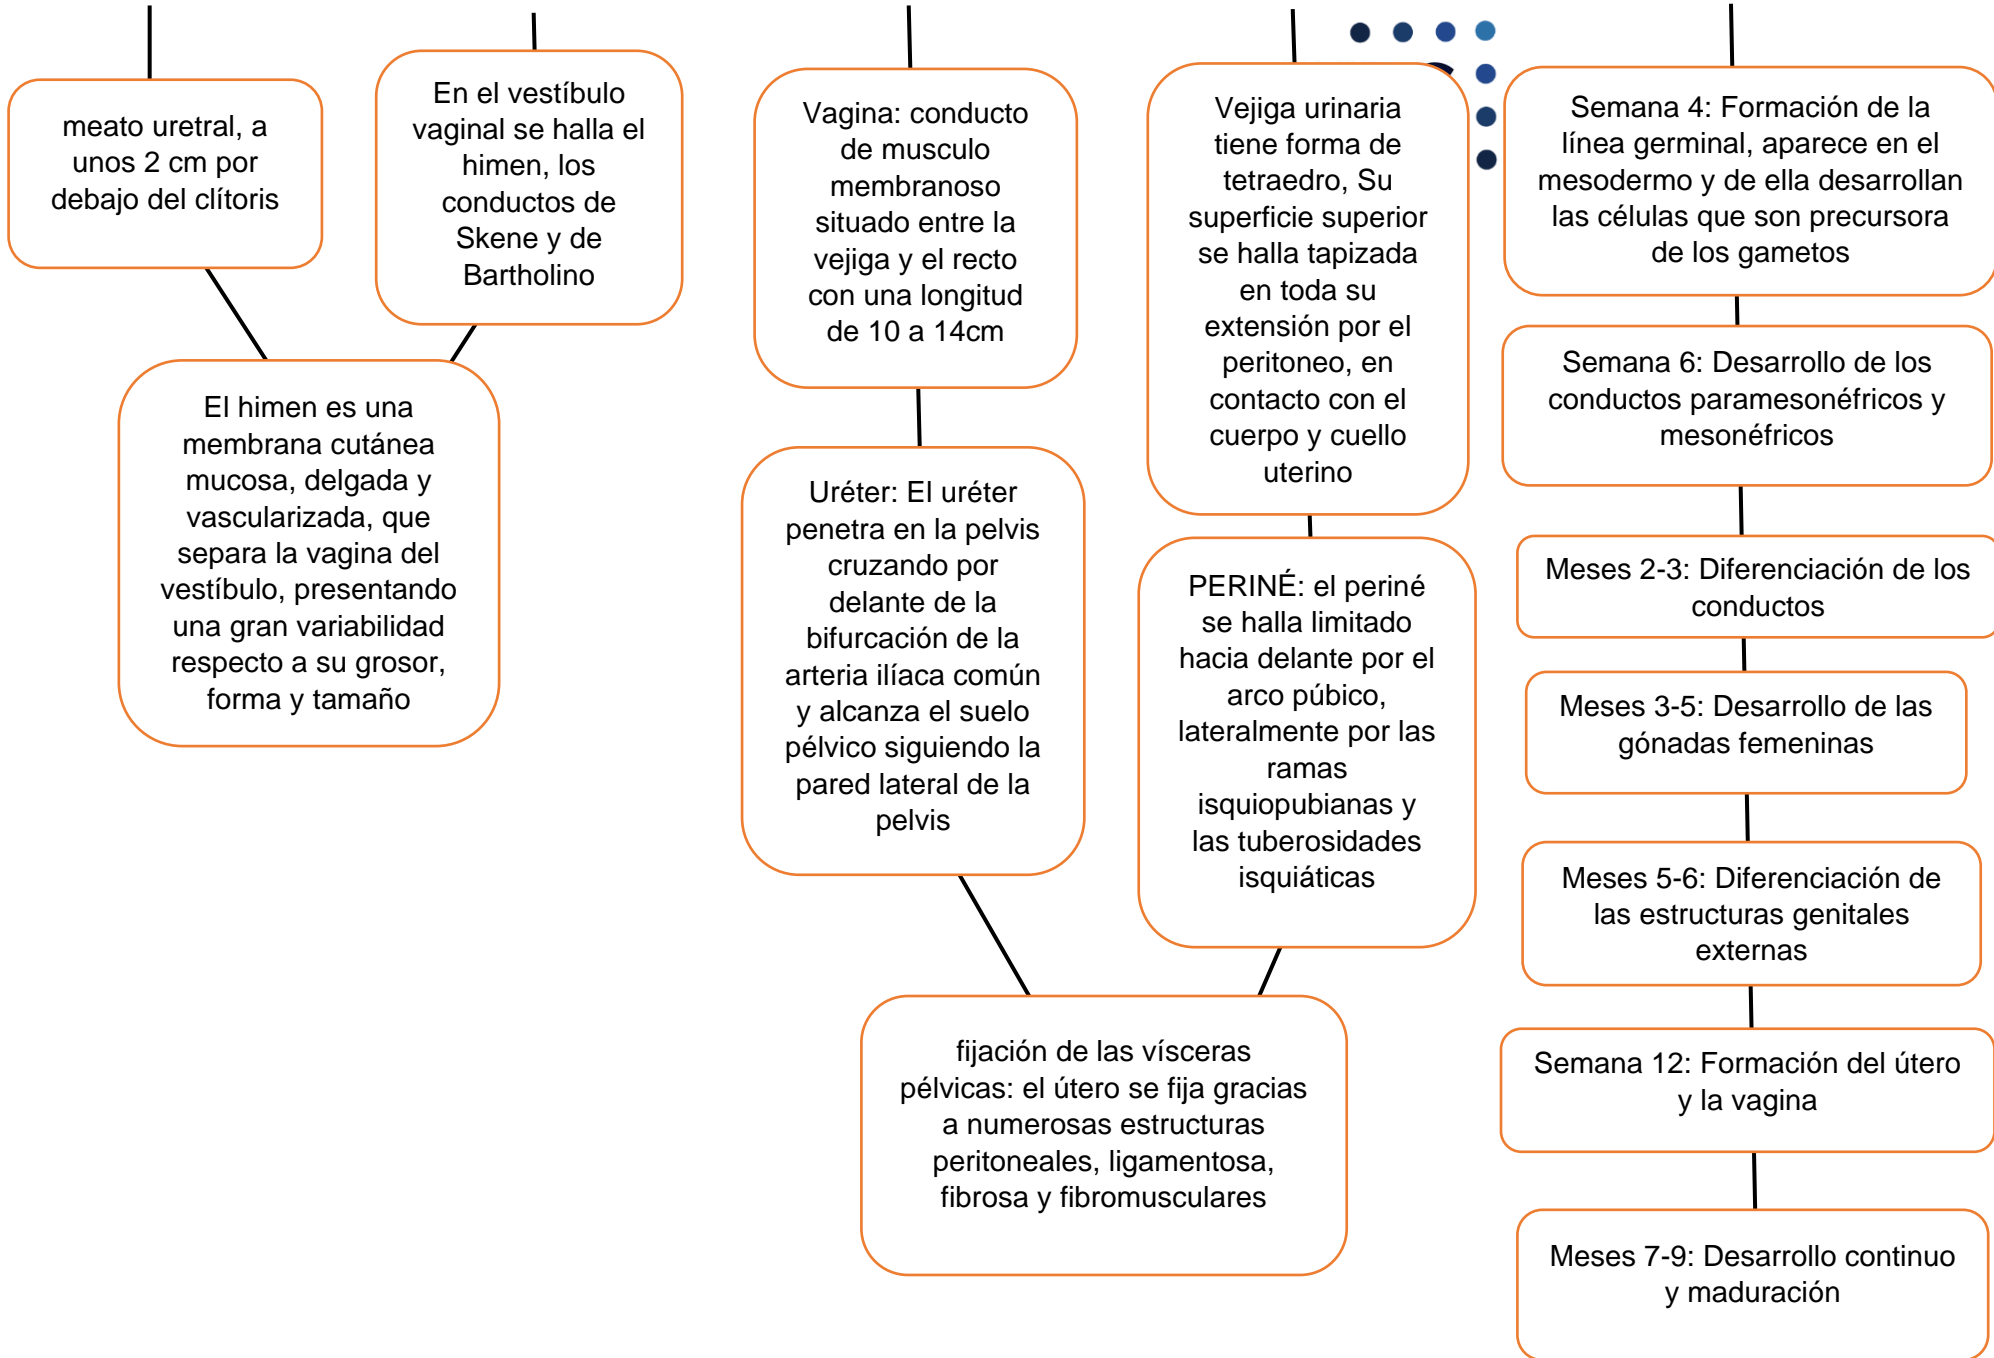 meato uretral, a
unos 2 cm por
debajo del clítoris
En el vestíbulo
vaginal se halla el
himen, los
conductos de
Skene y de
Bartholino
El himen es una
membrana cutánea
mucosa, delgada y
vascularizada, que
separa la vagina del
vestíbulo, presentando
una gran variabilidad
respecto a su grosor,
forma y tamaño
Vagina: conducto
de musculo
membranoso
situado entre la
vejiga y el recto
con una longitud
de 10 a 14cm
Uréter: El uréter
penetra en la pelvis
cruzando por
delante de la
bifurcación de la
arteria ilíaca común
y alcanza el suelo
pélvico siguiendo la
pared lateral de la
pelvis
Vejiga urinaria
tiene forma de
tetraedro, Su
superficie superior
se halla tapizada
en toda su
extensión por el
peritoneo, en
contacto con el
cuerpo y cuello
uterino
PERINÉ: el periné
se halla limitado
hacia delante por el
arco púbico,
lateralmente por las
ramas
isquiopubianas y
las tuberosidades
isquiáticas
fijación de las vísceras
pélvicas: el útero se fija gracias
a numerosas estructuras
peritoneales, ligamentosa,
fibrosa y fibromusculares
Semana 4: Formación de la
línea germinal, aparece en el
mesodermo y de ella desarrollan
las células que son precursora
de los gametos
Semana 6: Desarrollo de los
conductos paramesonéfricos y
mesonéfricos
Meses 2-3: Diferenciación de los
conductos
Meses 3-5: Desarrollo de las
gónadas femeninas
Meses 5-6: Diferenciación de
las estructuras genitales
externas
Semana 12: Formación del útero
y la vagina
Meses 7-9: Desarrollo continuo
y maduración